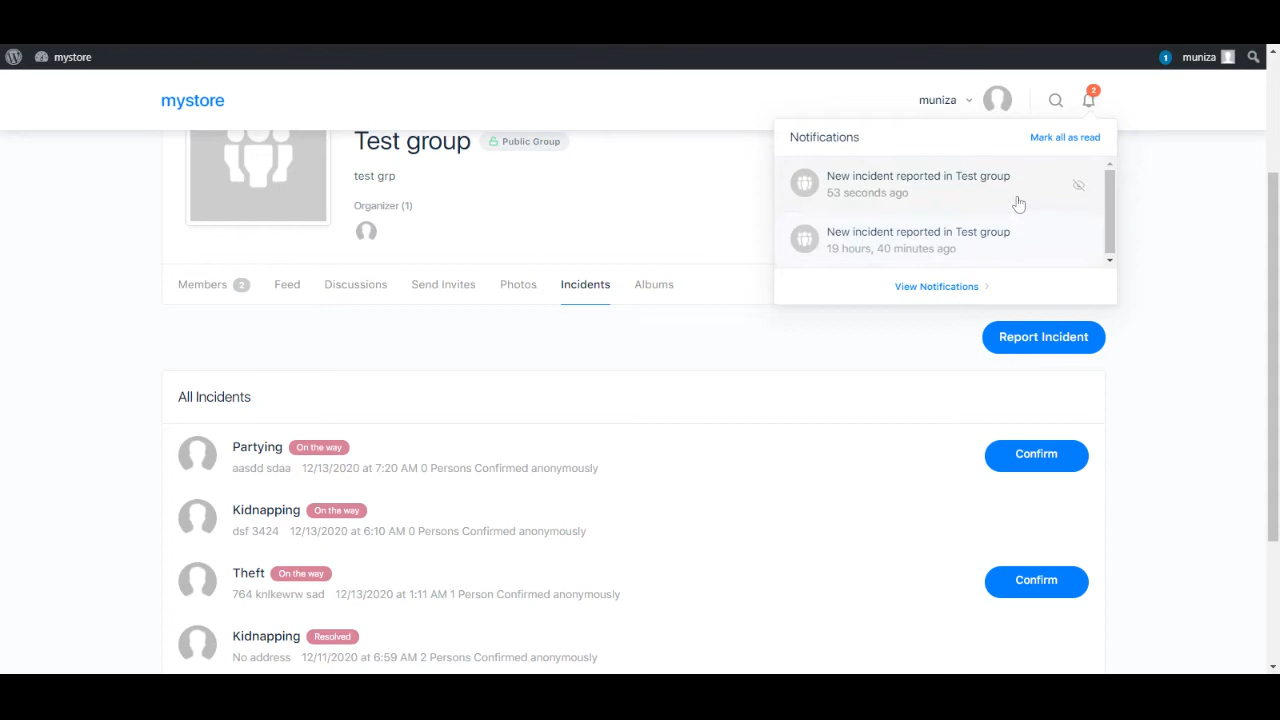 mystore
1
muniza
mystore
muniza
2
Notifications
Mark all as read
New incident reported in Test group
53 seconds ago
New incident reported in Test group
19 hours, 40 minutes ago
View Notifications
Test group
Public Group
test grp
Organizer (1)
Members 2 Feed Discussions Send Invites Photos Incidents Albums
Report Incident
All Incidents
Partying On the way
aasdd sdaa 12/13/2020 at 7:20 AM 0 Persons Confirmed anonymously
Confirm
Kidnapping On the way
dsf 3424 12/13/2020 at 6:10 AM 0 Persons Confirmed anonymously
Theft On the way
764 knlkewrw sad 12/13/2020 at 1:11 AM 1 Person Confirmed anonymously
Confirm
Kidnapping Resolved
No address 12/11/2020 at 6:59 AM 2 Persons Confirmed anonymously